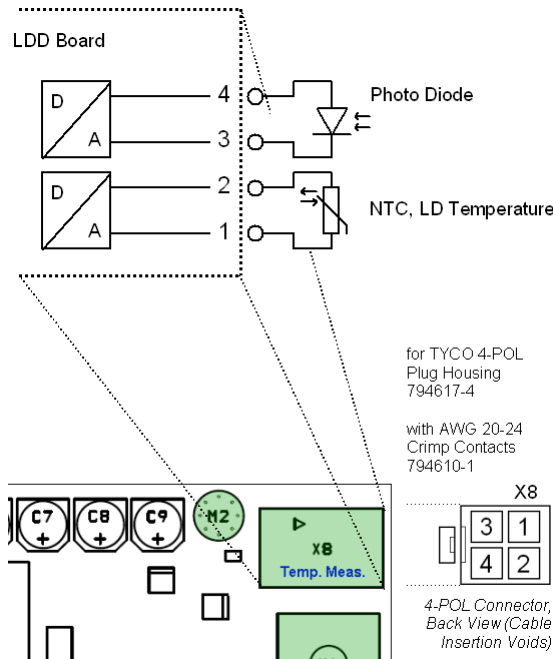 LDD Board
D
A
4
3
Photo Diode
D
A
2
1
NTC, LD Temperature
for TYCO 4-POL
Plug Housing
794617-4
with AWG 20-24
Crimp Contacts
794610-1
X8
C7
C8
C9
M2
X8
Temp. Meas.
+
+
+
3 1
4 2
4-POL Connector,
Back View (Cable
Insertion Voids)